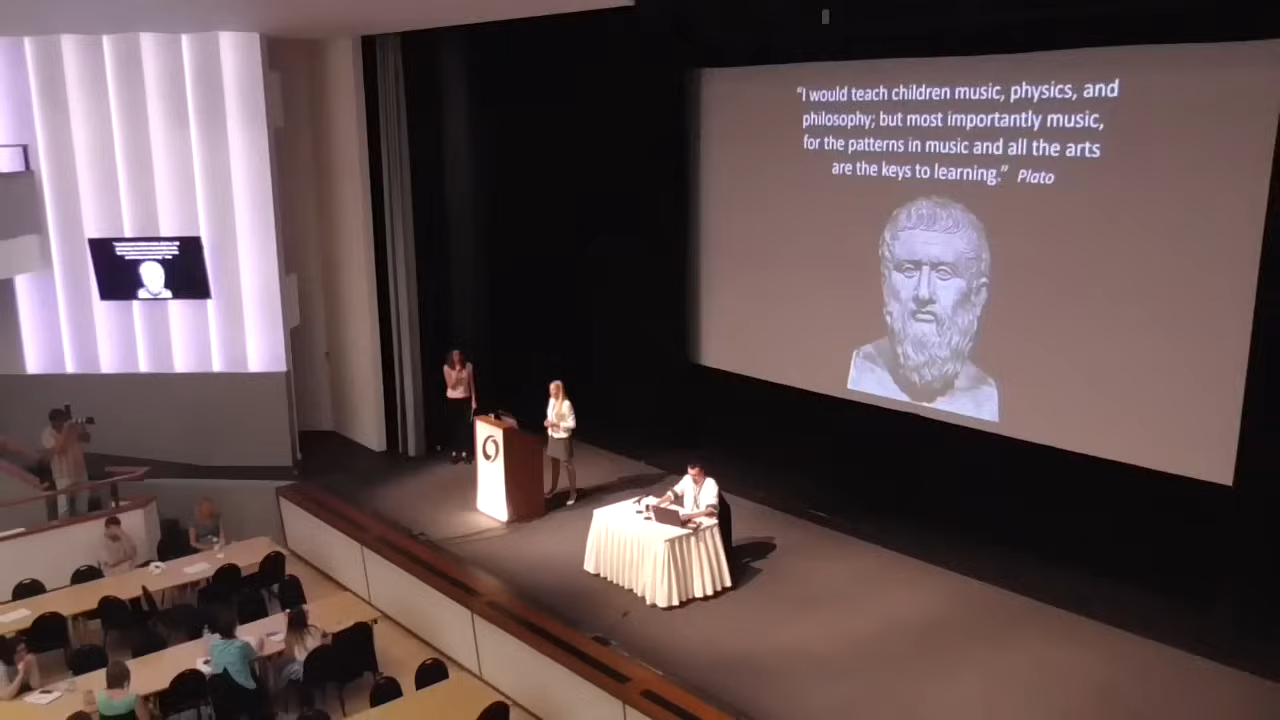 “I would teach children music, physics, and
philosophy; but most importantly music,
for the patterns in music and all the arts
are the keys to learning.” Plato